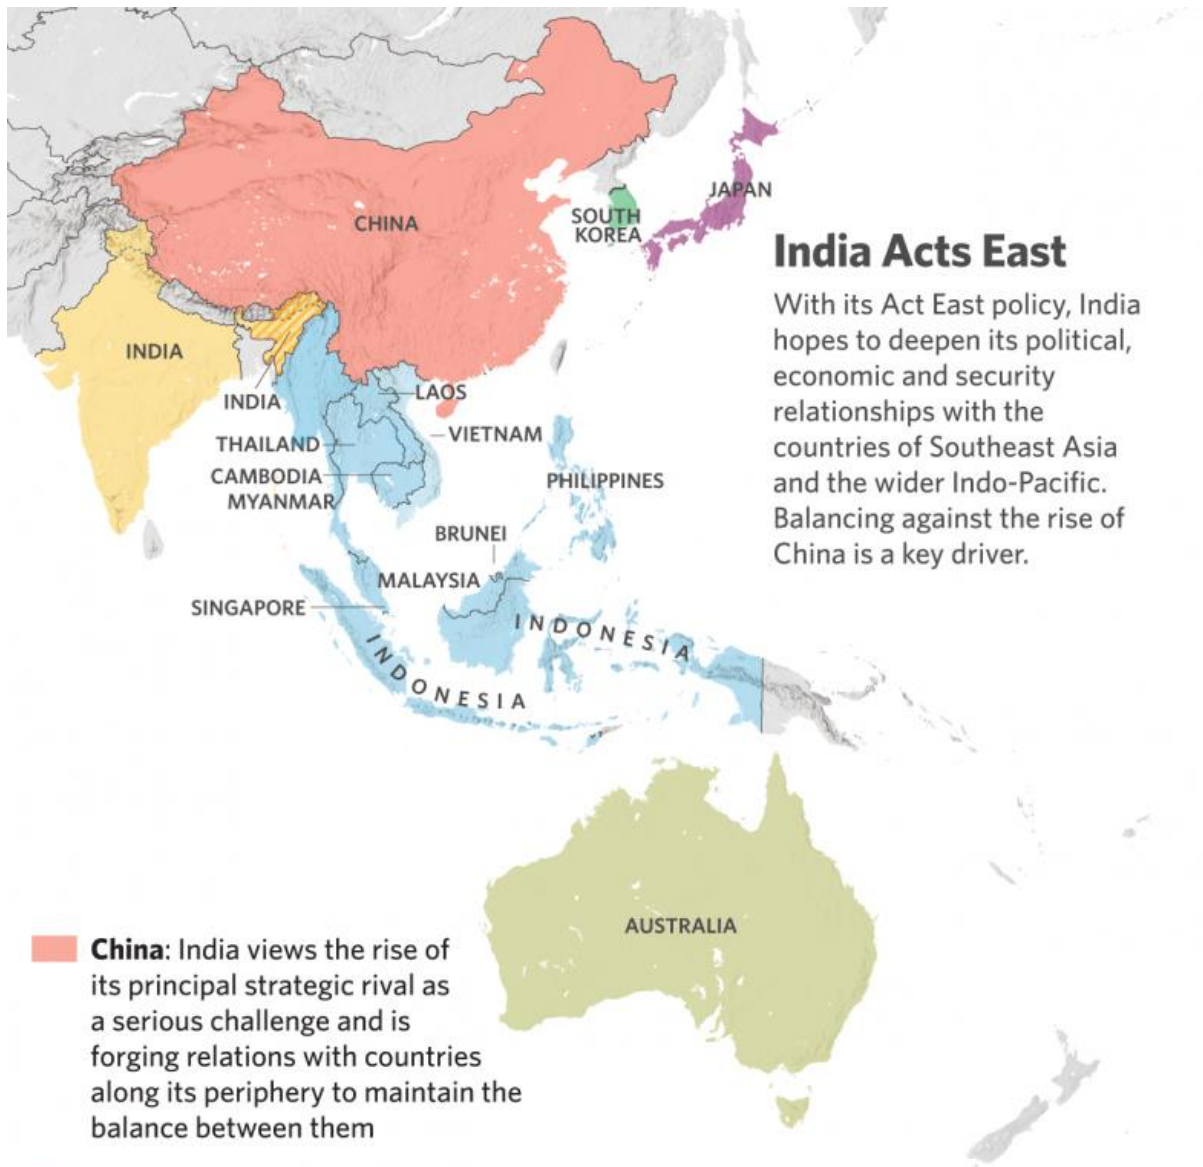 CHINA
JAPAN
SOUTH
KOREA
India Acts East
With its Act East policy, India
hopes to deepen its political,
economic and security
relationships with the
countries of Southeast Asia
and the wider Indo-Pacific.
Balancing against the rise of
China is a key driver.
INDIA
INDIA
LAOS
THAILAND
VIETNAM
CAMBODIA
MYANMAR
PHILIPPINES
BRUNEI
MALAYSIA
SINGAPORE
INDONESIA
INDONESIA
AUSTRALIA
China: India views the rise of
its principal strategic rival as
a serious challenge and is
forging relations with countries
along its periphery to maintain the
balance between them